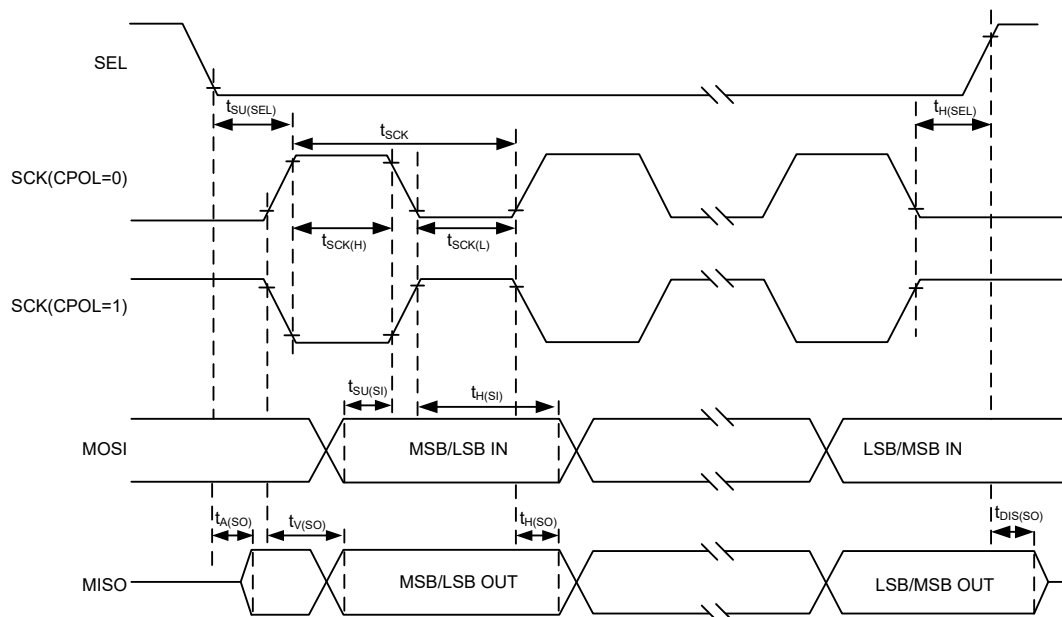 SEL
tSU(SEL)
tH(SEL)
tSCK
SCK(CPOL=0)
tSCK(H)
tSCK(L)
SCK(CPOL=1)
tSU(SI)
tH(SI)
MOSI
MSB/LSB IN
LSB/MSB IN
tA(SO)
tV(SO)
tH(SO)
tDIS(SO)
MISO
MSB/LSB OUT
LSB/MSB OUT